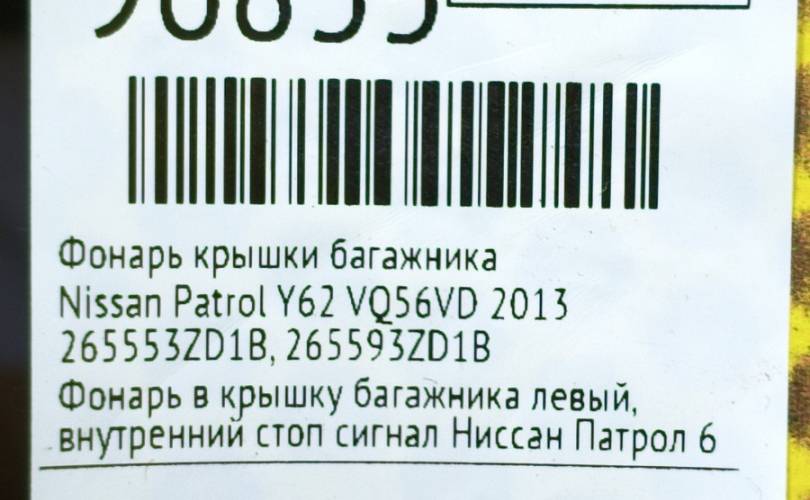 Фонарь крышки багажника
Nissan Patrol Y62 VQ56VD 2013
265553ZD1B, 265593ZD1B
Фонарь в крышку багажника левый,
внутренний стоп сигнал Ниссан Патрол 6